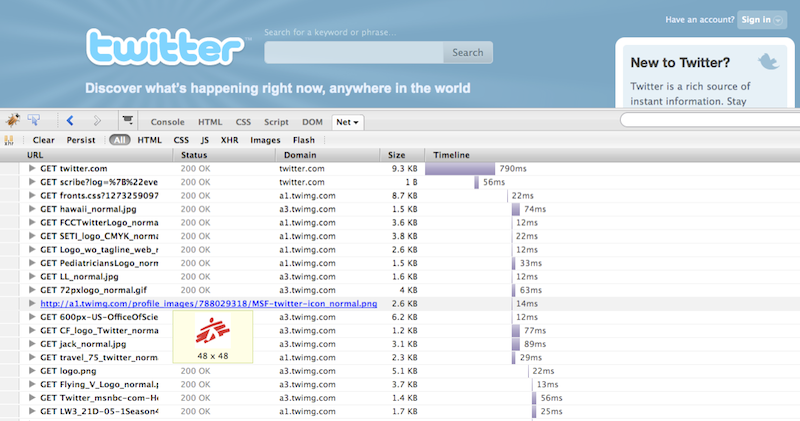 Have an account? Sign in
twitter™
Search for a keyword or phrase...
Search
Discover what's happening right now, anywhere in the world
New to Twitter?
Twitter is a rich source of
instant information. Stay
Console HTML CSS Script DOM Net
Clear Persist All HTML CSS JS XHR Images Flash
URL Status Domain Size Timeline
GET twitter.com 200 OK twitter.com 9.3 KB 790ms
GET scribe?log=%7B%22eve 200 OK twitter.com 1 B 56ms
GET fronts.css?1273259097 200 OK a1.twimg.com 8.7 KB 22ms
GET hawaii_normal.jpg 200 OK a3.twimg.com 1.5 KB 74ms
GET FCCTwitterLogo_norma 200 OK a1.twimg.com 3.6 KB 12ms
GET SETI_logo_CMYK_norma 200 OK a1.twimg.com 3.8 KB 22ms
GET Logo_wo_tagline_web_r 200 OK a1.twimg.com 2.6 KB 12ms
GET PediatriciansLogo_norm 200 OK a1.twimg.com 1.5 KB 33ms
GET LL_normal.jpg 200 OK a3.twimg.com 1.6 KB 12ms
GET 72pxlogo_normal.gif 200 OK a3.twimg.com 4 KB 63ms
http://a1.twimg.com/profile_images/788029318/MSF-twitter-icon_normal.png 2.6 KB 14ms
GET 600px-US-OfficeOfScie a3.twimg.com 6.2 KB 12ms
GET CF_logo_Twitter_norma a3.twimg.com 1.2 KB 77ms
GET jack_normal.jpg a3.twimg.com 3.1 KB 89ms
GET travel_75_twitter_norm a1.twimg.com 2.3 KB 29ms
48 x 48
GET logo.png 200 OK a3.twimg.com 5.1 KB 22ms
GET Flying_V_Logo_normal.p 200 OK a3.twimg.com 3.7 KB 13ms
GET Twitter_msnbc-com-He 200 OK a3.twimg.com 2.4 KB 56ms
GET LW3_21D-05-1Season4 200 OK a1.twimg.com 1.7 KB 25ms